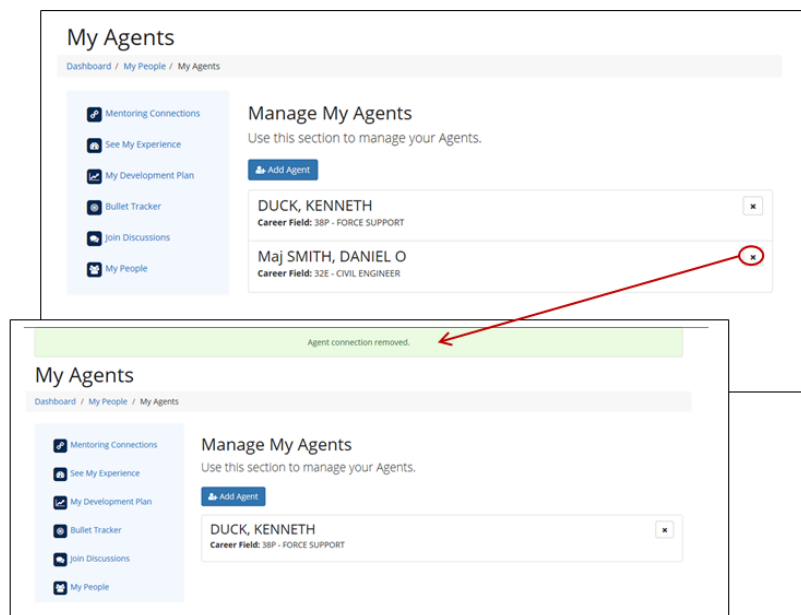 My Agents
Dashboard / My People / My Agents
Mentoring Connections
See My Experience
My Development Plan
Bullet Tracker
Join Discussions
My People
Manage My Agents
Use this section to manage your Agents.
Add Agent
DUCK, KENNETH
Career Field: 38P - FORCE SUPPORT
Maj SMITH, DANIEL O
Career Field: 32E - CIVIL ENGINEER
Agent connection removed.
My Agents
Dashboard / My People / My Agents
Mentoring Connections
See My Experience
My Development Plan
Bullet Tracker
Join Discussions
My People
Manage My Agents
Use this section to manage your Agents.
Add Agent
DUCK, KENNETH
Career Field: 38P - FORCE SUPPORT